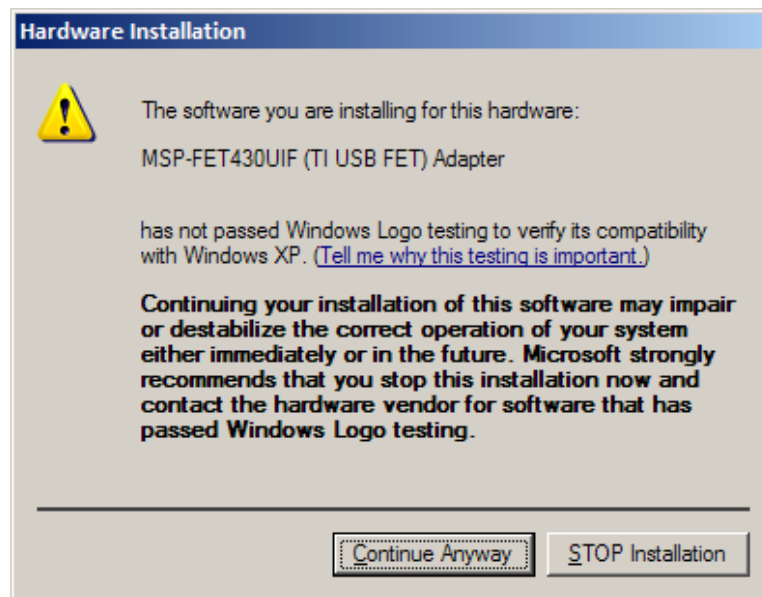 Hardware Installation
The software you are installing for this hardware:
MSP-FET430UIF (TI USB FET) Adapter
has not passed Windows Logo testing to verify its compatibility
with Windows XP. (Tell me why this testing is important.)
Continuing your installation of this software may impair
or destabilize the correct operation of your system
either immediately or in the future. Microsoft strongly
recommends that you stop this installation now and
contact the hardware vendor for software that has
passed Windows Logo testing.
Continue Anyway
STOP Installation